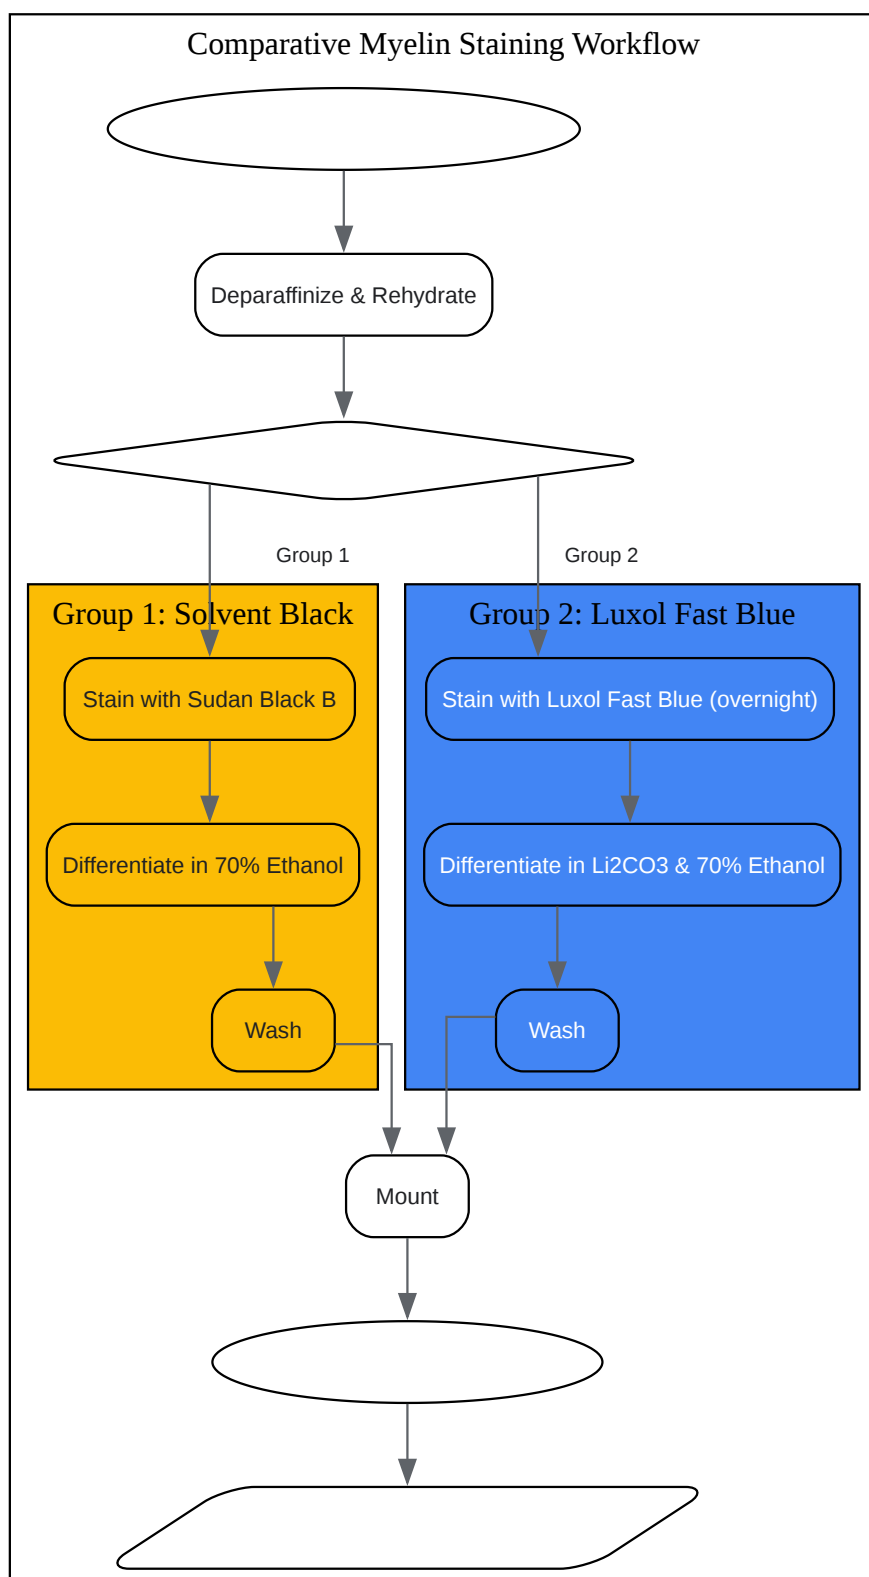 Comparative Myelin Staining Workflow
Deparaffinize & Rehydrate
Group 1
Group 2
Group 1: Solvent Black
Group 2: Luxol Fast Blue
Stain with Sudan Black B
Stain with Luxol Fast Blue (overnight)
Differentiate in 70% Ethanol
Differentiate in Li2CO3 & 70% Ethanol
Wash
Wash
Mount